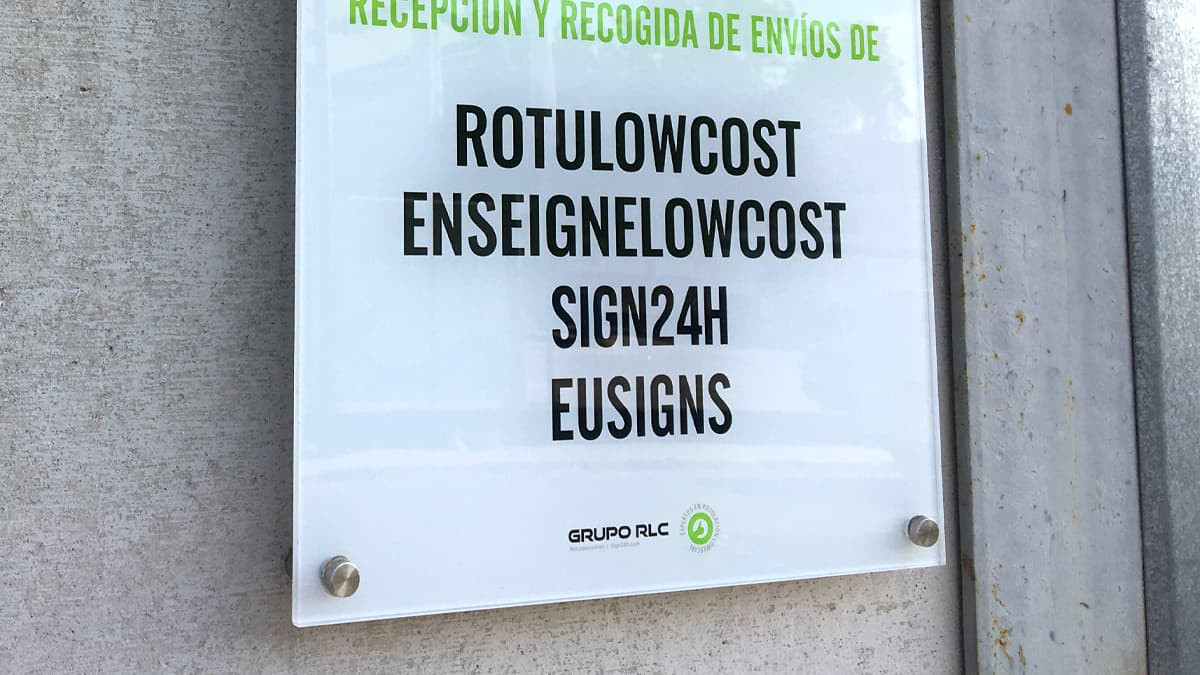 RECEPCIÓN Y RECOGIDA DE ENVÍOS DE
ROTULOWCOST
ENSEIGNELOWCOST
SIGN24H
EUSIGNS
GRUPO RLC